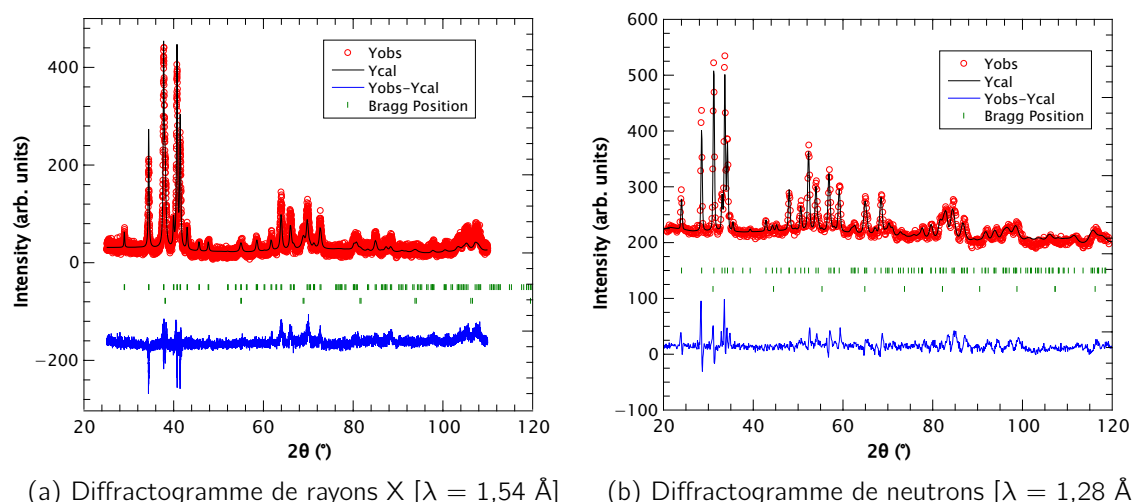 400
200
0
−200
20
40
60
80
100
120
Intensity (arb. units)
2θ (°)
Yobs
Ycal
Yobs-Ycal
Bragg Position
(a) Diffractogramme de rayons X [λ = 1,54 Å]
600
500
400
300
200
100
0
−100
20
40
60
80
100
120
Intensity (arb. units)
2θ (°)
Yobs
Ycal
Yobs-Ycal
Bragg Position
(b) Diffractogramme de neutrons [λ = 1,28 Å